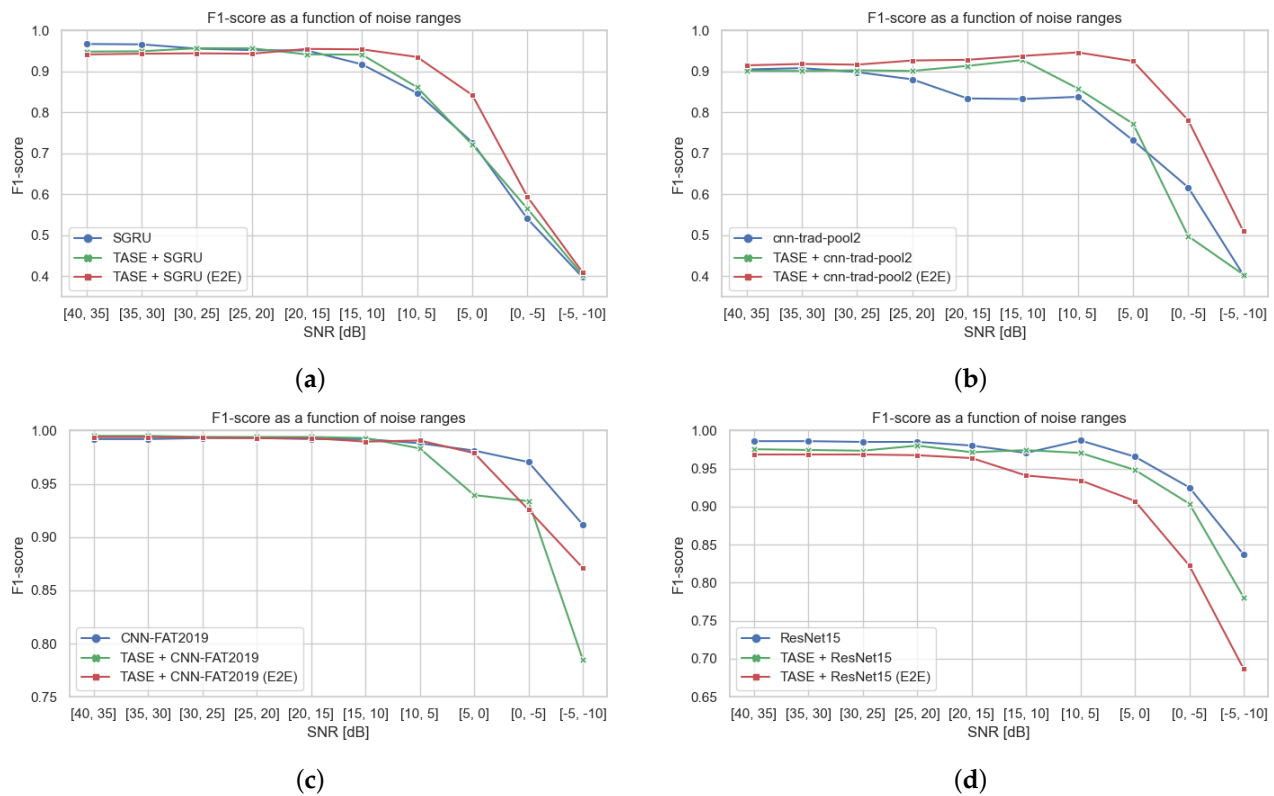 F1-score as a function of noise ranges
1.0
0.9
0.8
0.7
0.6
0.5
0.4
F1-score
SGRU
TASE + SGRU
TASE + SGRU (E2E)
[40, 35] [35, 30] [30, 25] [25, 20] [20, 15] [15, 10] [10, 5] [5, 0] [0, -5] [-5, -10]
SNR [dB]
(a)
F1-score as a function of noise ranges
1.0
0.9
0.8
0.7
0.6
0.5
0.4
F1-score
cnn-trad-pool2
TASE + cnn-trad-pool2
TASE + cnn-trad-pool2 (E2E)
[40, 35] [35, 30] [30, 25] [25, 20] [20, 15] [15, 10] [10, 5] [5, 0] [0, -5] [-5, -10]
SNR [dB]
(b)
F1-score as a function of noise ranges
1.00
0.95
0.90
0.85
0.80
0.75
F1-score
CNN-FAT2019
TASE + CNN-FAT2019
TASE + CNN-FAT2019 (E2E)
[40, 35] [35, 30] [30, 25] [25, 20] [20, 15] [15, 10] [10, 5] [5, 0] [0, -5] [-5, -10]
SNR [dB]
(c)
F1-score as a function of noise ranges
1.00
0.95
0.90
0.85
0.80
0.75
0.70
0.65
F1-score
ResNet15
TASE + ResNet15
TASE + ResNet15 (E2E)
[40, 35] [35, 30] [30, 25] [25, 20] [20, 15] [15, 10] [10, 5] [5, 0] [0, -5] [-5, -10]
SNR [dB]
(d)